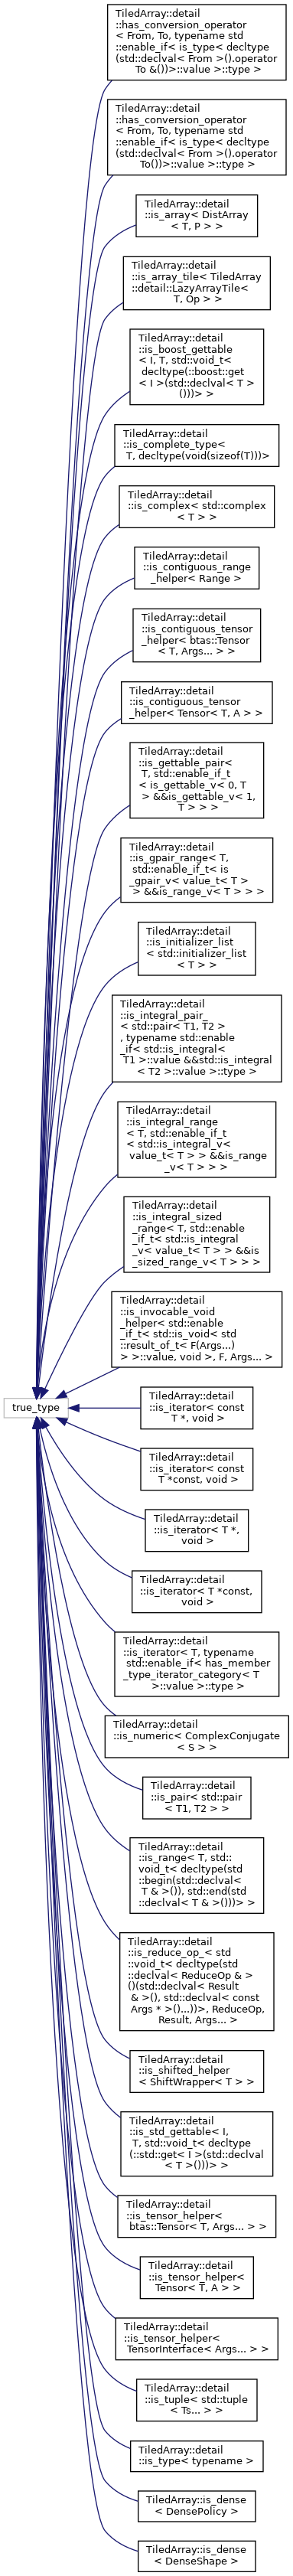 TiledArray::detail
::has_conversion_operator
< From, To, typename std
::enable_if< is_type< decltype
(std::declval< From >().operator
To &())>::value >::type >
TiledArray::detail
::has_conversion_operator
< From, To, typename std
::enable_if< is_type< decltype
(std::declval< From >().operator
To())>::value >::type >
TiledArray::detail
::is_array< DistArray
< T, P > >
TiledArray::detail
::is_array_tile< TiledArray
::detail::LazyArrayTile<
T, Op > >
TiledArray::detail
::is_boost_gettable
< I, T, std::void_t<
decltype(::boost::get
< I >(std::declval< T >
()))> >
TiledArray::detail
::is_complete_type<
T, decltype(void(sizeof(T)))>
TiledArray::detail
::is_complex< std::complex
< T > >
TiledArray::detail
::is_contiguous_range
_helper< Range >
TiledArray::detail
::is_contiguous_tensor
_helper< btas::Tensor
< T, Args... > >
TiledArray::detail
::is_contiguous_tensor
_helper< Tensor< T, A > >
TiledArray::detail
::is_gettable_pair<
T, std::enable_if_t
< is_gettable_v< 0, T
> &&is_gettable_v< 1,
T > > >
TiledArray::detail
::is_gpair_range< T,
std::enable_if_t< is
_gpair_v< value_t< T >
> &&is_range_v< T > > >
TiledArray::detail
::is_initializer_list
< std::initializer_list
< T > >
TiledArray::detail
::is_integral_pair_
< std::pair< T1, T2 >
, typename std::enable
_if< std::is_integral<
T1 >::value &&std::is_integral
< T2 >::value >::type >
TiledArray::detail
::is_integral_range
< T, std::enable_if_t
< std::is_integral_v<
value_t< T > > &&is_range
_v< T > > >
TiledArray::detail
::is_integral_sized
_range< T, std::enable
_if_t< std::is_integral
_v< value_t< T > > &&is
_sized_range_v< T > > >
TiledArray::detail
::is_invocable_void
_helper< std::enable
_if_t< std::is_void< std
::result_of_t< F(Args...)
> >::value, void >, F, Args... >
true_type
TiledArray::detail
::is_iterator< const
T *, void >
TiledArray::detail
::is_iterator< const
T *const, void >
TiledArray::detail
::is_iterator< T *,
void >
TiledArray::detail
::is_iterator< T *const,
void >
TiledArray::detail
::is_iterator< T, typename
std::enable_if< has_member
_type_iterator_category< T
>::value >::type >
TiledArray::detail
::is_numeric< ComplexConjugate
< S > >
TiledArray::detail
::is_pair< std::pair
< T1, T2 > >
TiledArray::detail
::is_range< T, std::
void_t< decltype(std
::begin(std::declval<
T & >()), std::end(std
::declval< T & >()))> >
TiledArray::detail
::is_reduce_op_< std
::void_t< decltype(std
::declval< ReduceOp & >
()(std::declval< Result
& >(), std::declval< const
Args * >()...))>, ReduceOp,
Result, Args... >
TiledArray::detail
::is_shifted_helper
< ShiftWrapper< T > >
TiledArray::detail
::is_std_gettable< I,
T, std::void_t< decltype
(::std::get< I >(std::declval
< T >()))> >
TiledArray::detail
::is_tensor_helper<
btas::Tensor< T, Args... > >
TiledArray::detail
::is_tensor_helper<
Tensor< T, A > >
TiledArray::detail
::is_tensor_helper<
TensorInterface< Args... > >
TiledArray::detail
::is_tuple< std::tuple
< Ts... > >
TiledArray::detail
::is_type< typename >
TiledArray::is_dense
< DensePolicy >
TiledArray::is_dense
< DenseShape >